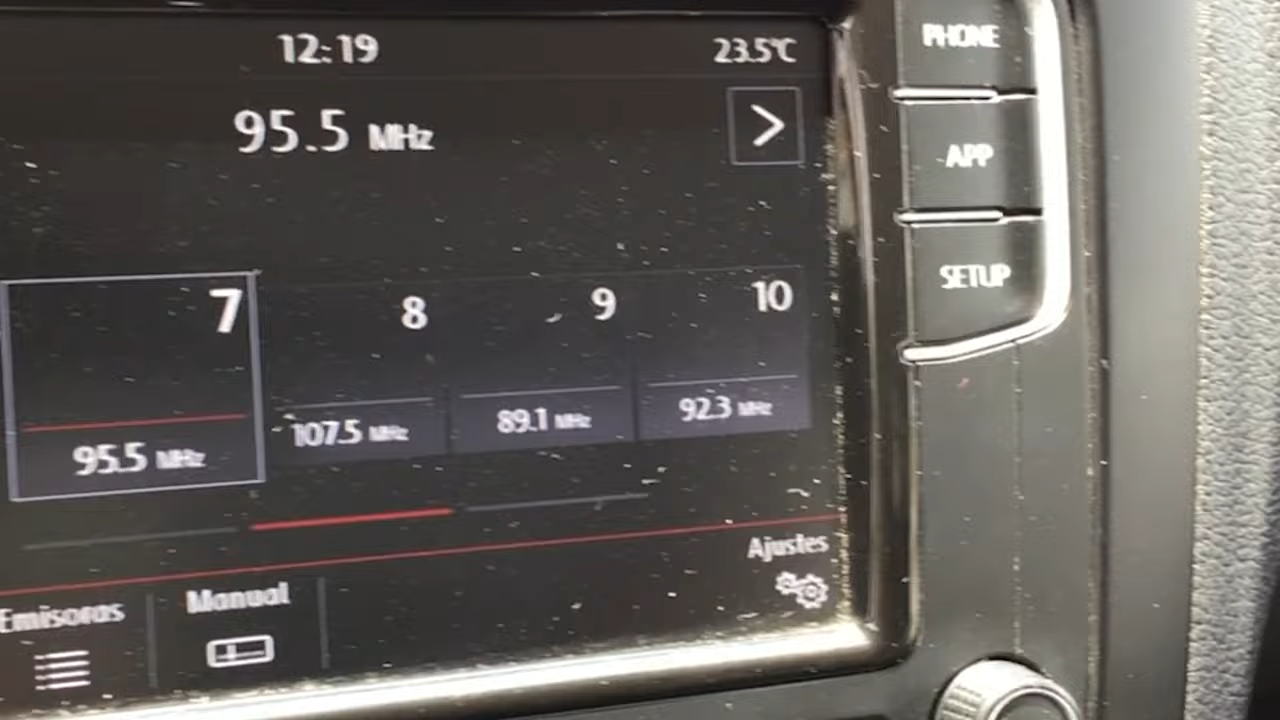 12:19 23.5°C
95.5 MHz
7 8 9 10
95.5 MHz 107.5 MHz 89.1 MHz 92.3 MHz
Emisoras Manual Ajustes
PHONE
APP
SETUP